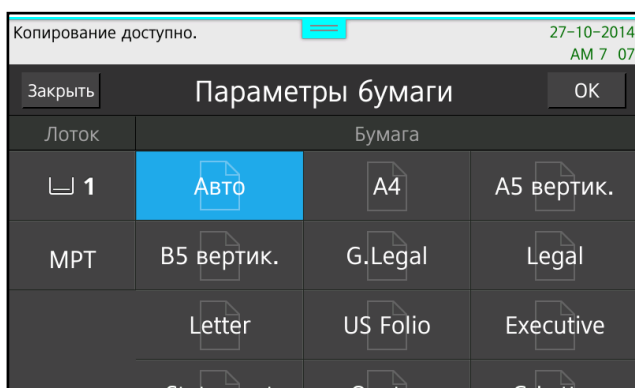 Копирование доступно.
27-10-2014
AM 7 07
Закрыть
Параметры бумаги
OK
Лоток
Бумага
1
Авто
A4
A5 вертик.
МРТ
B5 вертик.
G.Legal
Legal
Letter
US Folio
Executive